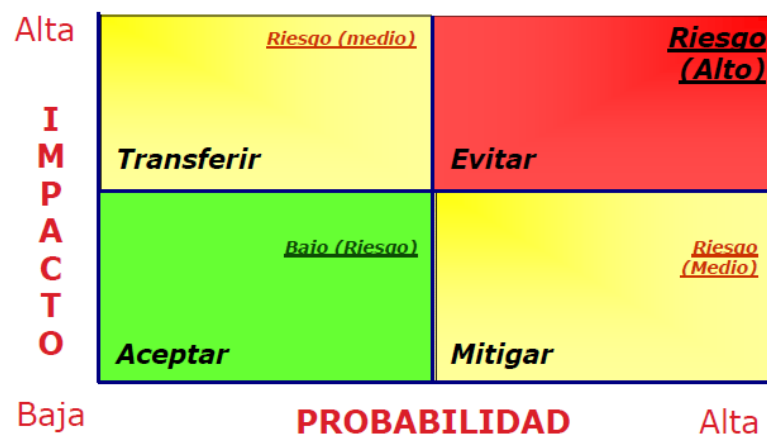 Alta
Riesgo (medio)
Riesgo
(Alto)
IMPACTO
Transferir
Evitar
Bajo (Riesgo)
Riesgo
(Medio)
Aceptar
Mitigar
Baja
PROBABILIDAD
Alta